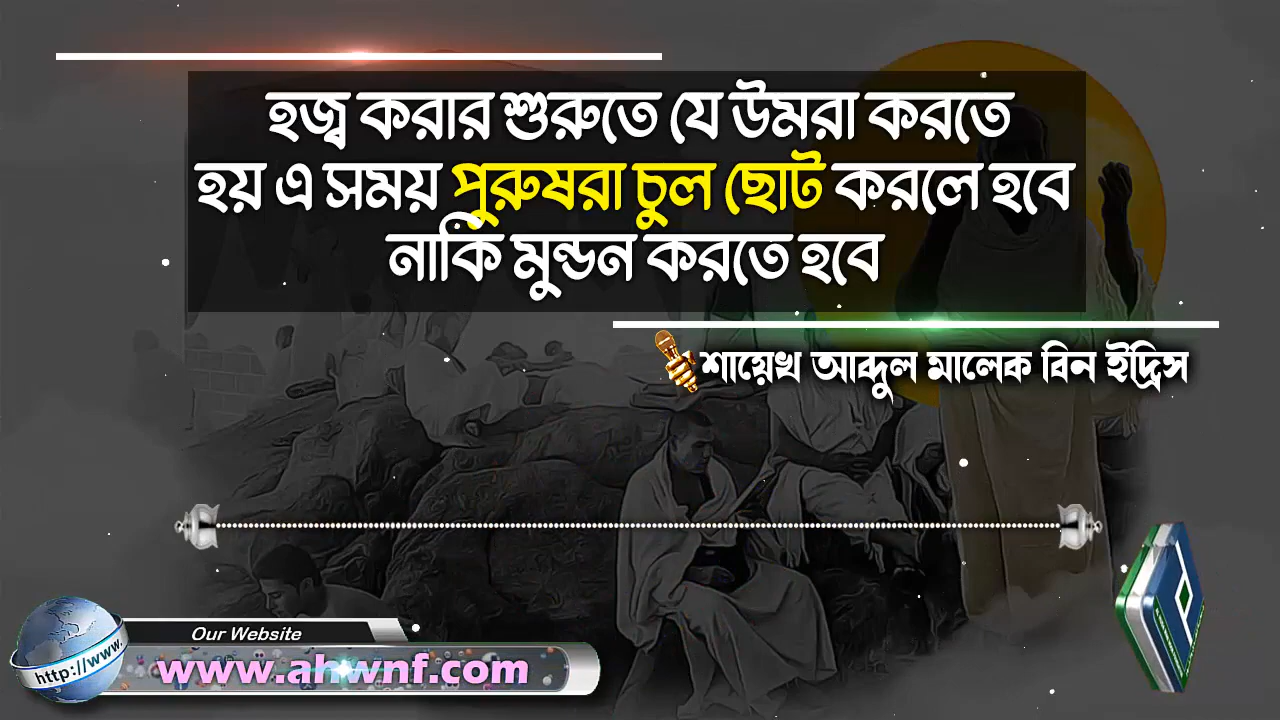 হজ্ব করার শুরুতে যে উমরা করতে
হয় এ সময় পুরুষরা চুল ছোট করলে হবে
নাকি মুন্ডন করতে হবে
শায়েখ আব্দুল মালেক বিন ইদ্রিস
Our Website
http://www.
www.ahwnf.com